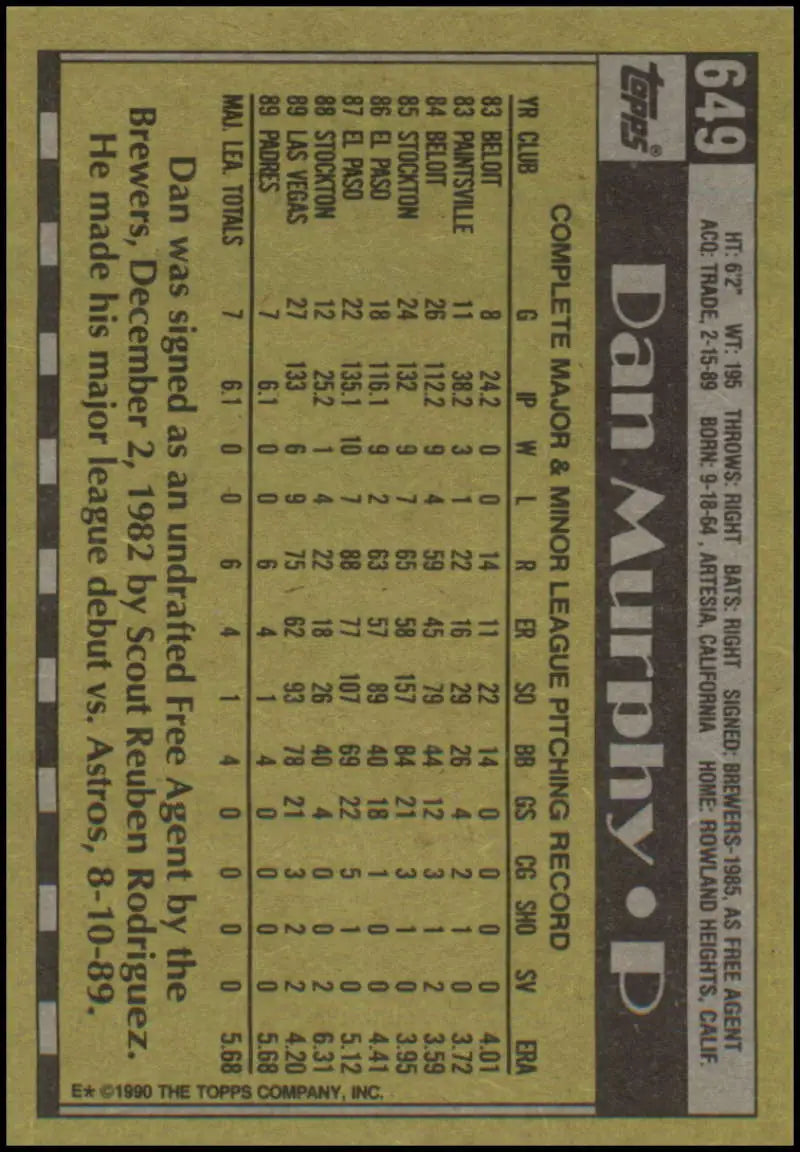 649
HT: 6'2" WT: 195 THROWS: RIGHT BATS: RIGHT SIGNED: BREWERS-1985, AS FREE AGENT
ACQ: TRADE, 2-15-89 BORN: 9-18-64 , ARTESIA, CALIFORNIA HOME: ROWLAND HEIGHTS, CALIF.
topps®
Dan Murphy • P
COMPLETE MAJOR & MINOR LEAGUE PITCHING RECORD
YR CLUB G IP W L R ER SO BB GS CG SHO SV ERA
83 BELOIT 8 24.2 0 0 14 11 22 14 0 0 0 0 4.01
83 PAINTSVILLE 11 38.2 3 1 22 16 29 26 4 2 1 0 3.72
84 BELOIT 26 112.2 9 4 59 45 79 44 12 3 1 2 3.59
85 STOCKTON 24 132 9 7 65 58 157 84 21 3 1 0 3.95
86 EL PASO 18 116.1 9 2 63 57 89 40 18 1 0 0 4.41
87 EL PASO 22 135.1 10 7 88 77 107 69 22 5 1 0 5.12
88 STOCKTON 12 25.2 1 4 22 18 26 40 4 0 0 2 6.31
89 LAS VEGAS 27 133 6 9 75 62 93 78 21 3 2 2 4.20
89 PADRES 7 6.1 0 0 6 4 1 4 0 0 0 0 5.68
MAJ. LEA. TOTALS 7 6.1 0 0 6 4 1 4 0 0 0 0 5.68
Dan was signed as an undrafted Free Agent by the
Brewers, December 2, 1982 by Scout Reuben Rodriguez.
He made his major league debut vs. Astros, 8-10-89.
E* ©1990 THE TOPPS COMPANY, INC.